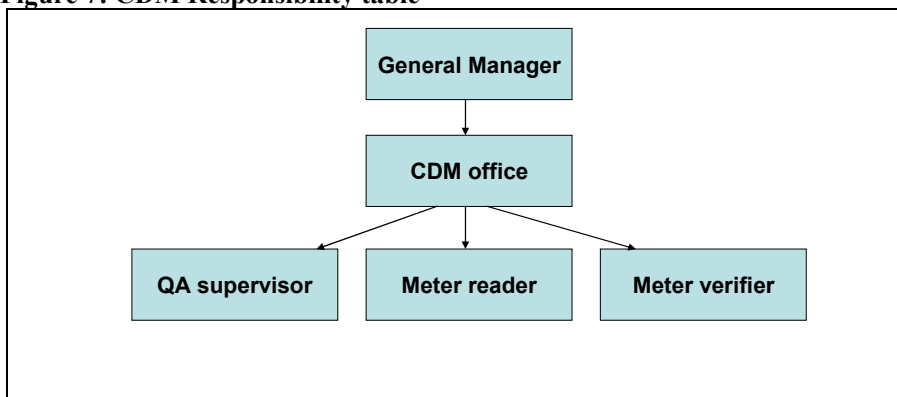 Figure 7. CDM Responsibility table
General Manager
CDM office
QA supervisor
Meter reader
Meter verifier